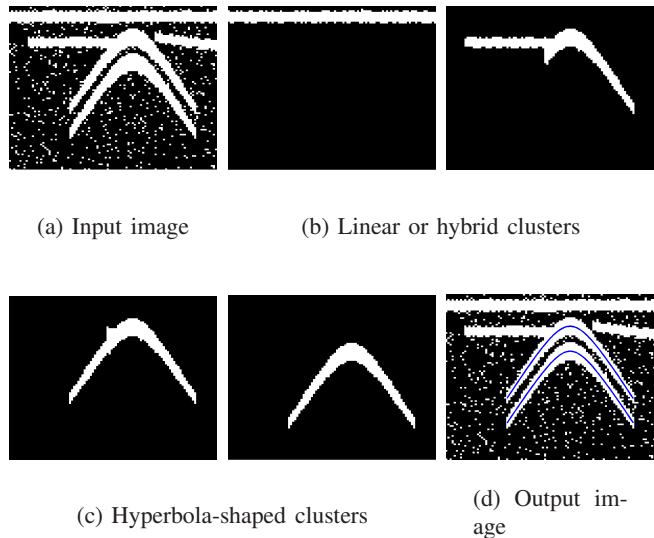 (a) Input image
(b) Linear or hybrid clusters
(c) Hyperbola-shaped clusters
(d) Output im-
age